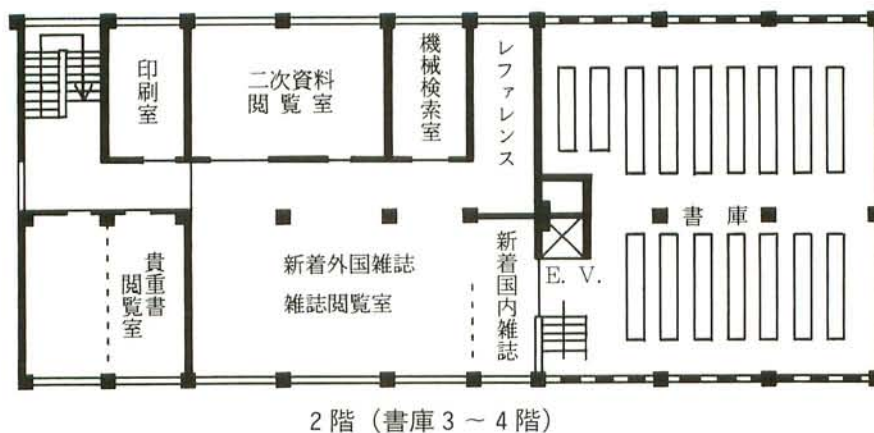 印刷室
二次資料
閲覧室
機械検索室
レファレンス
書庫
貴重書
閲覧室
新着外国雑誌
雑誌閲覧室
新着国内雑誌
E. V.
2階（書庫3～4階）